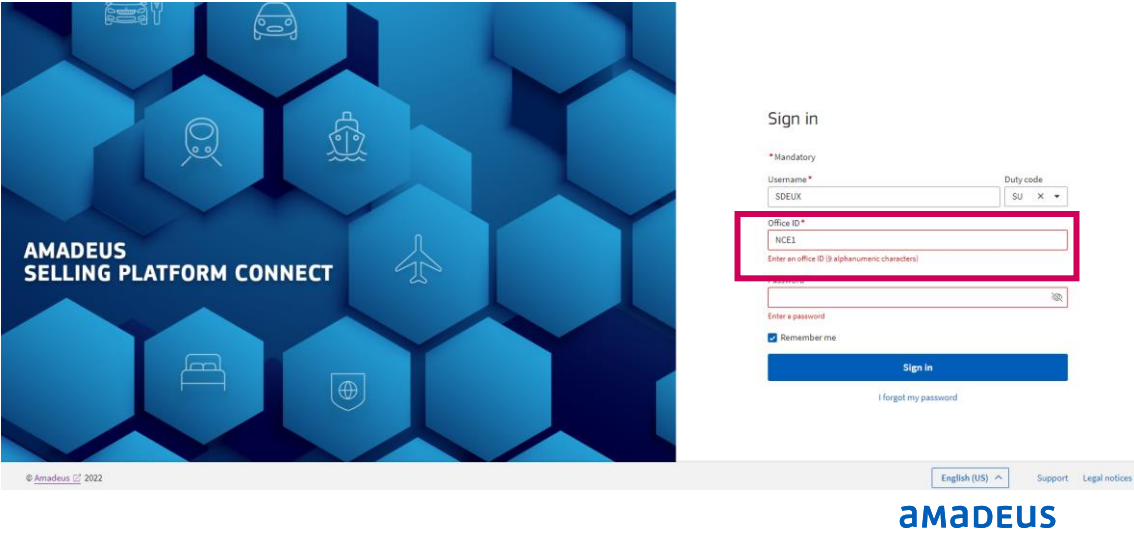 AMADEUS
SELLING PLATFORM CONNECT
Sign in
* Mandatory
Username *
Duty code
SDEUX
SU
Office ID *
NCE1
Enter an office ID (9 alphanumeric characters)
Password
Enter a password
Remember me
Sign in
I forgot my password
© Amadeus 2022
English (US)
Support
Legal notices
aMaDEUS